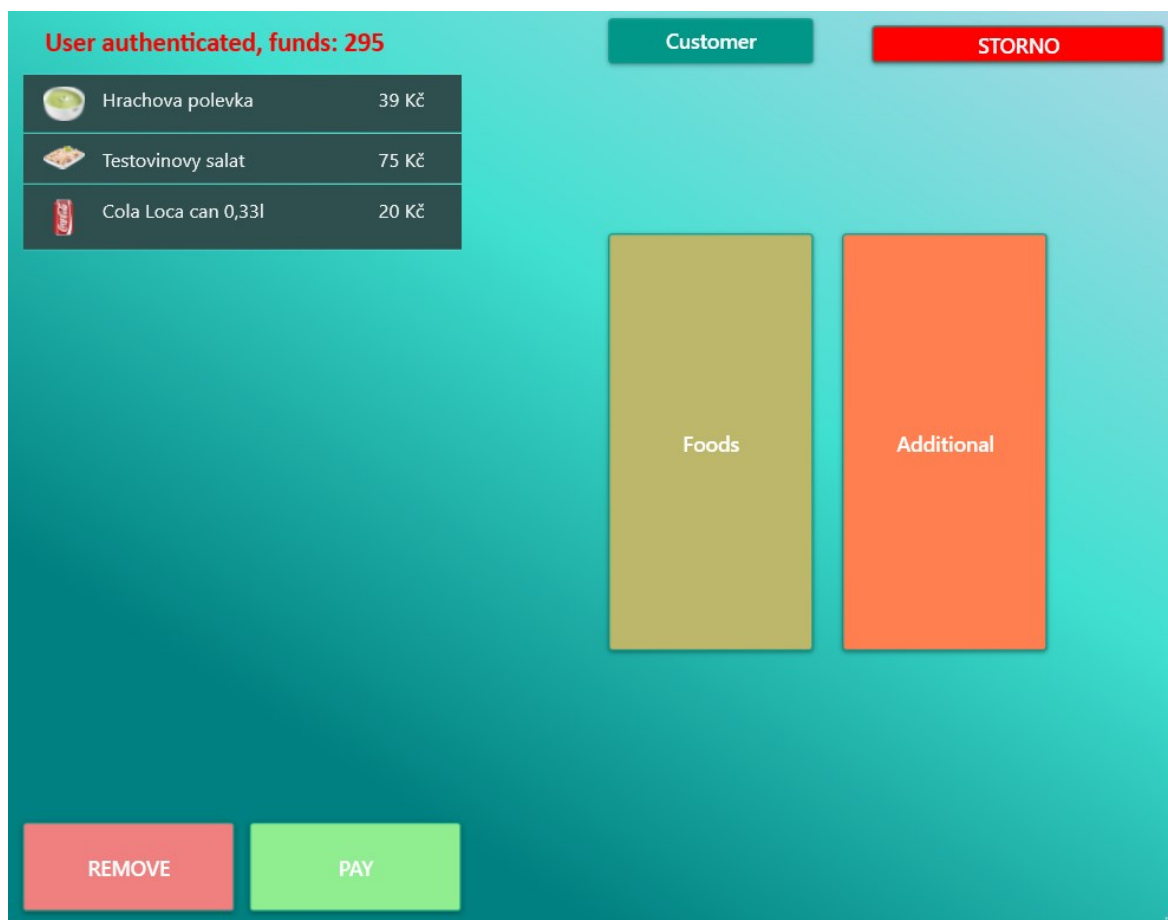 User authenticated, funds: 295
Customer
STORNO
Hrachova polevka 39 Kč
Testovinovy salat 75 Kč
Cola Loca can 0,33l 20 Kč
Foods
Additional
REMOVE
PAY